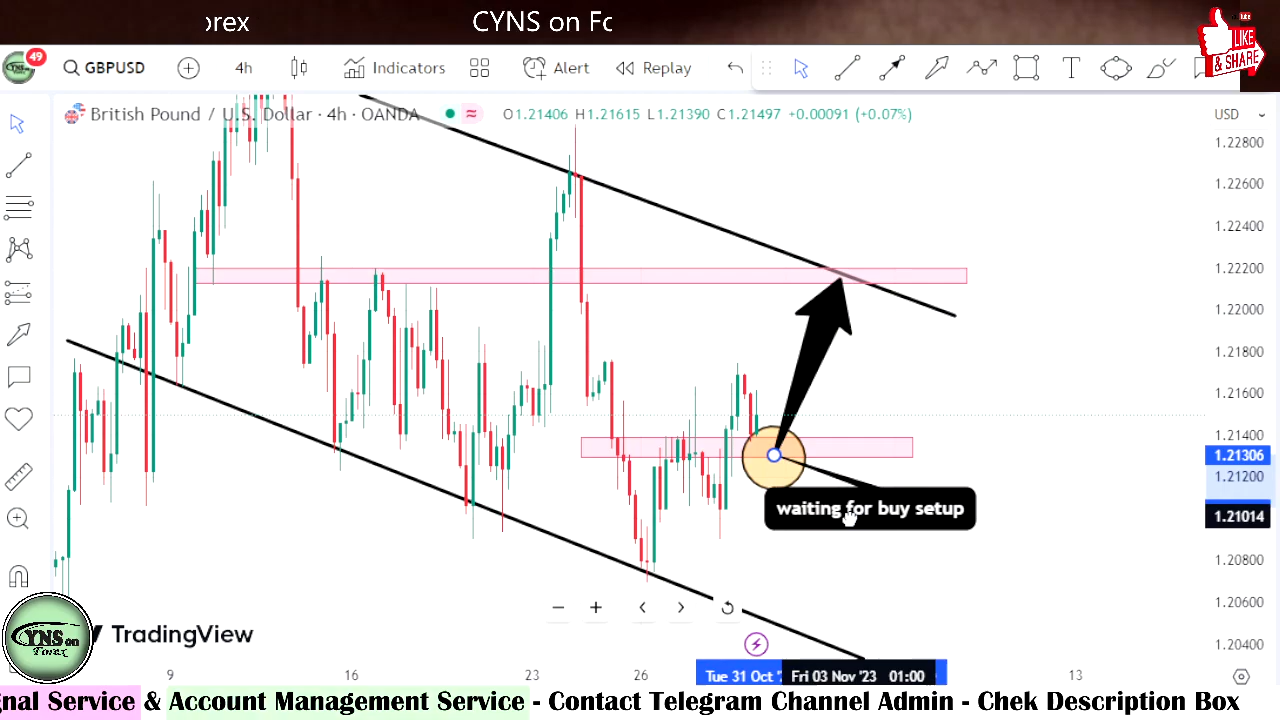 orex
CYNS on Fo
LIKE
& SHARE
49
GBPUSD
4h
Indicators
Alert
Replay
British Pound / U.S. Dollar · 4h · OANDA
O1.21406 H1.21615 L1.21390 C1.21497 +0.00091 (+0.07%)
USD
1.22800
1.22600
1.22400
1.22200
1.22000
1.21800
1.21600
1.21400
1.21306
1.21200
1.21014
1.20800
1.20600
1.20400
waiting for buy setup
CYNS on
Forex
TradingView
9
16
23
26
Tue 31 Oct '
Fri 03 Nov '23 01:00
13
gnal Service & Account Management Service - Contact Telegram Channel Admin - Chek Description Box